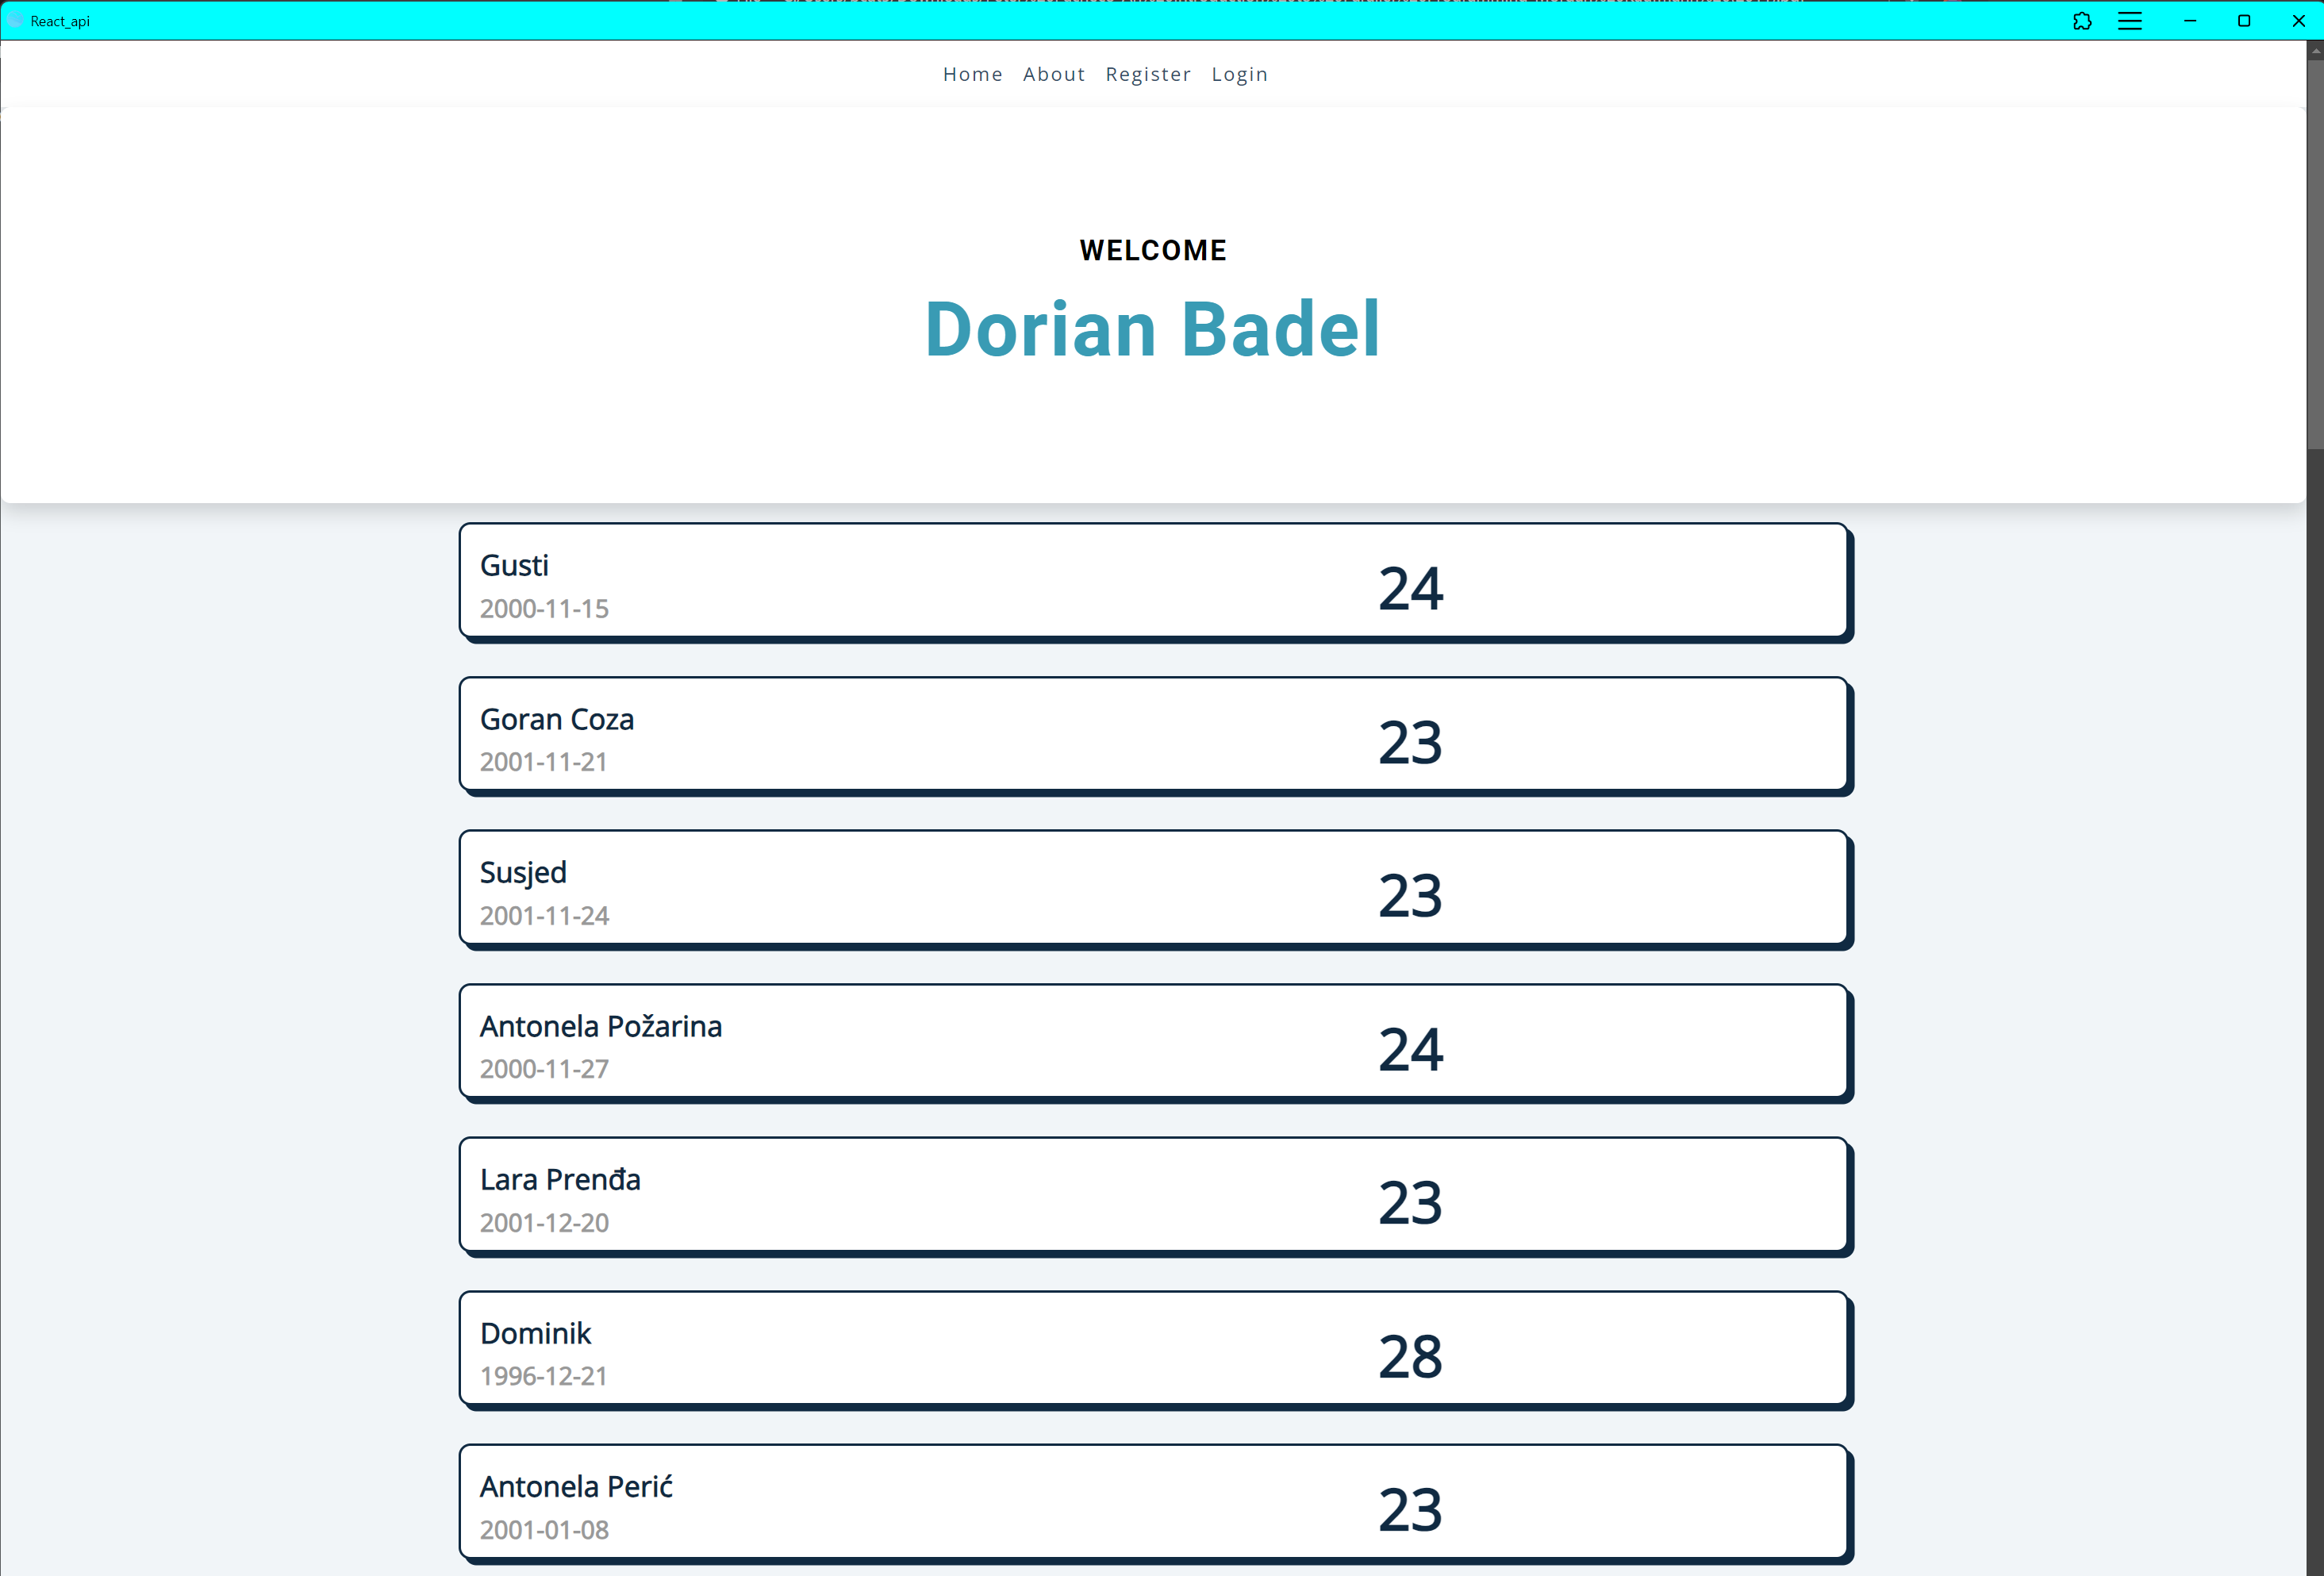 React_api
Home About Register Login
WELCOME
Dorian Badel
Gusti
2000-11-15
24
Goran Coza
2001-11-21
23
Susjed
2001-11-24
23
Antonela Požarina
2000-11-27
24
Lara Prenđa
2001-12-20
23
Dominik
1996-12-21
28
Antonela Perić
2001-01-08
23